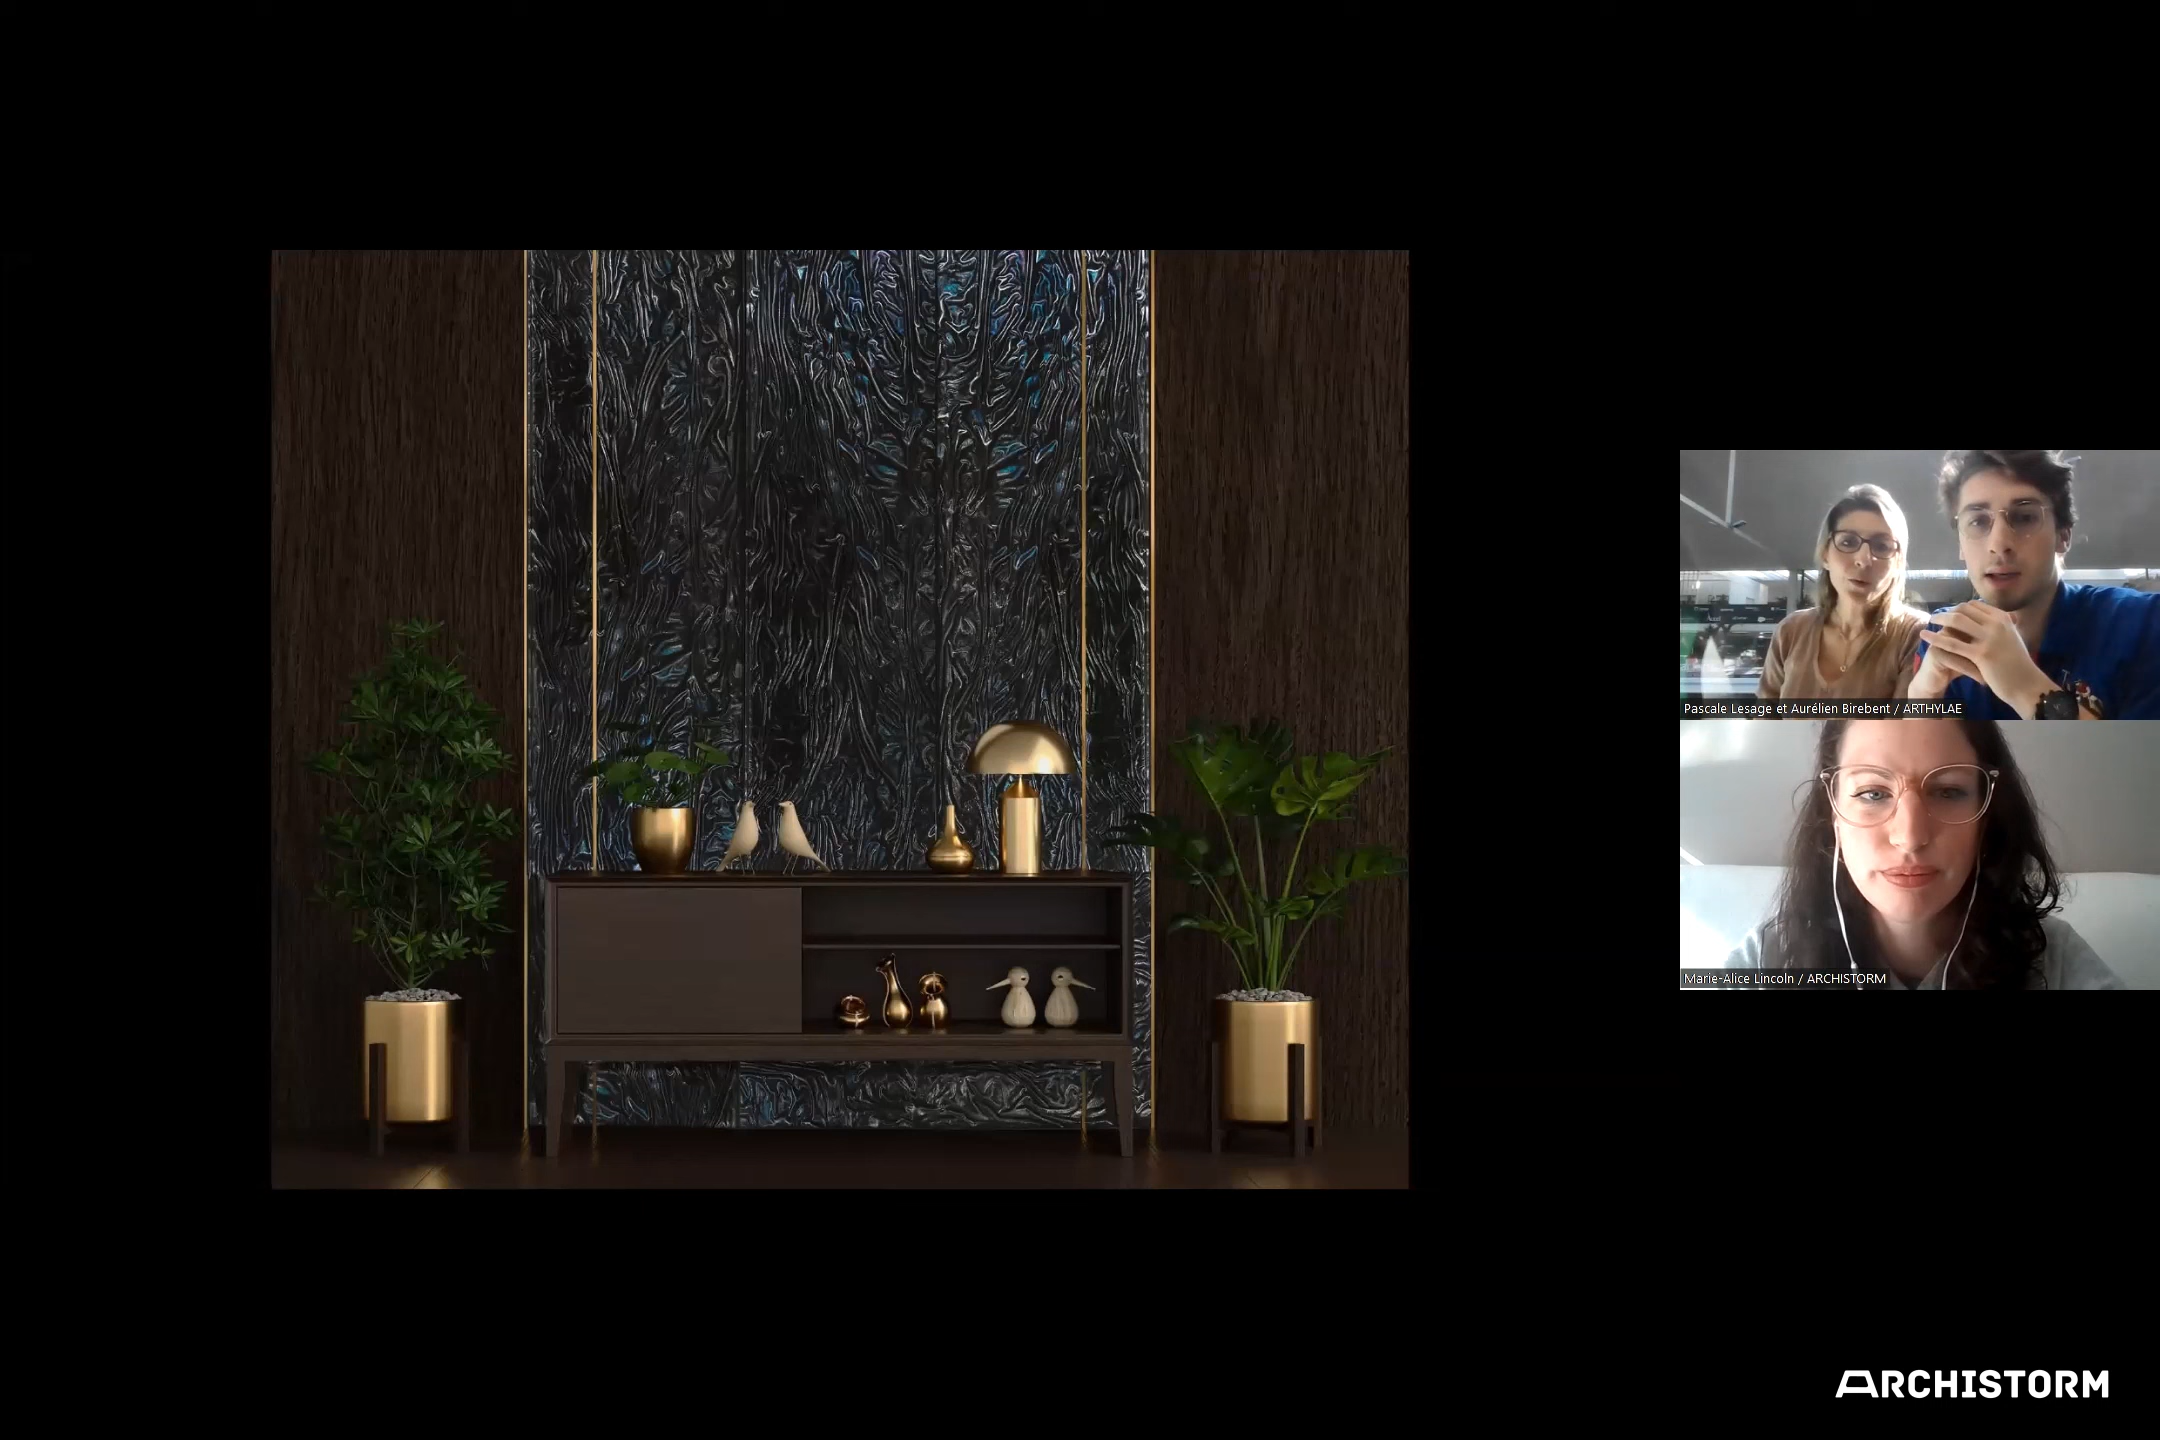 Pascale Lesage et Aurélien Birebent / ARTHYLAE
Marie-Alice Lincoln / ARCHISTORM
ARCHISTORM